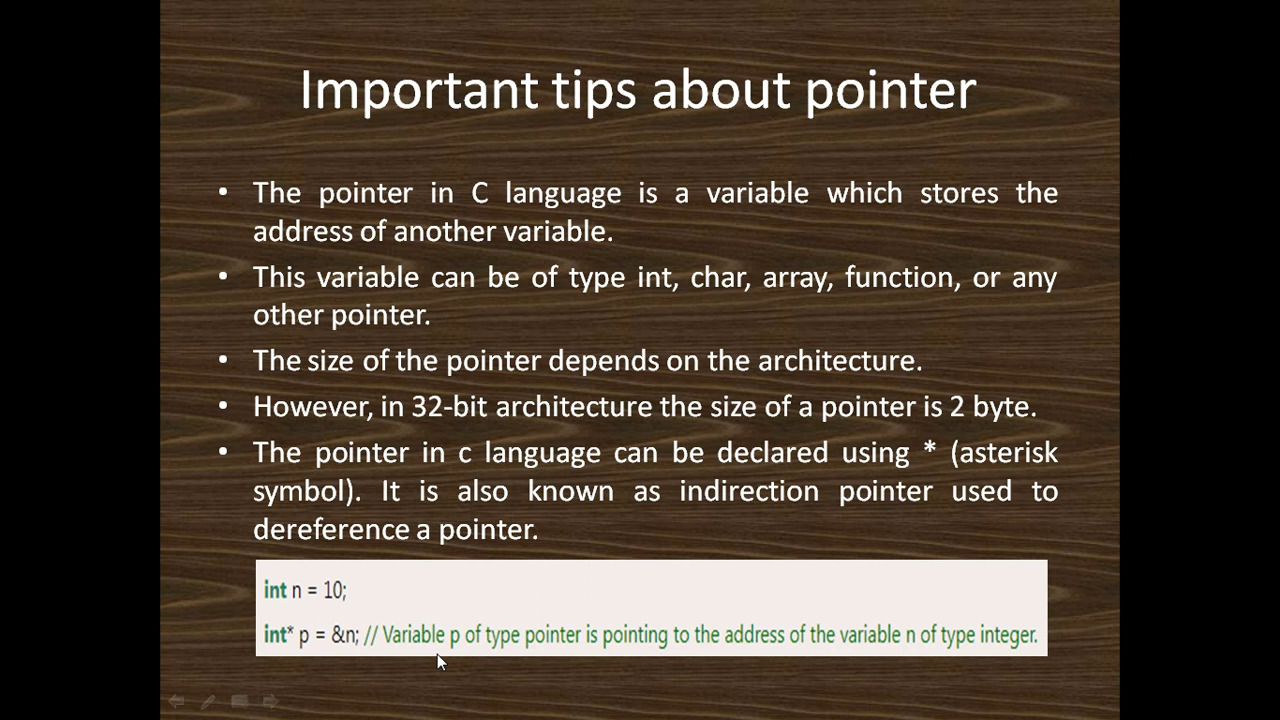 Important tips about pointer
• The pointer in C language is a variable which stores the
address of another variable.
• This variable can be of type int, char, array, function, or any
other pointer.
• The size of the pointer depends on the architecture.
• However, in 32-bit architecture the size of a pointer is 2 byte.
• The pointer in c language can be declared using * (asterisk
symbol). It is also known as indirection pointer used to
dereference a pointer.
int n = 10;
int* p = &n; // Variable p of type pointer is pointing to the address of the variable n of type integer.